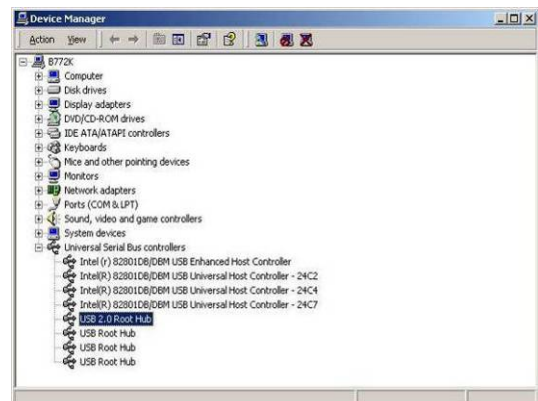 Device Manager
Action View
B772K
Computer
Disk drives
Display adapters
DVD/CD-ROM drives
IDE ATA/ATAPI controllers
Keyboards
Mice and other pointing devices
Monitors
Network adapters
Ports (COM & LPT)
Sound, video and game controllers
System devices
Universal Serial Bus controllers
Intel (r) 82801DB/DBM USB Enhanced Host Controller
Intel(R) 82801DB/DBM USB Universal Host Controller - 24C2
Intel(R) 82801DB/DBM USB Universal Host Controller - 24C4
Intel(R) 82801DB/DBM USB Universal Host Controller - 24C7
USB 2.0 Root Hub
USB Root Hub
USB Root Hub
USB Root Hub